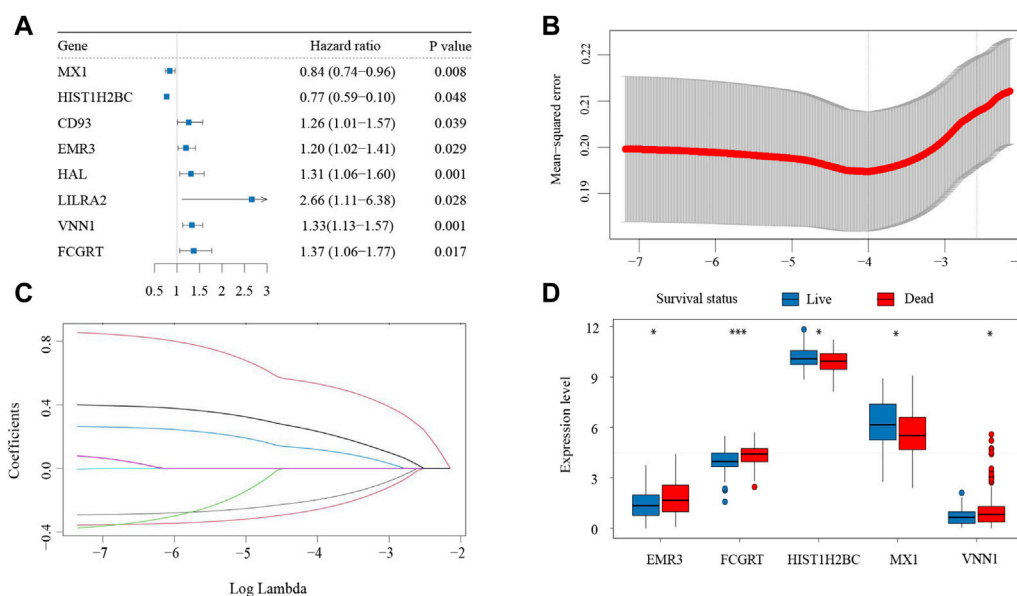 A
Gene Hazard ratio P value
MX1 0.84 (0.74−0.96) 0.008
HIST1H2BC 0.77 (0.59−0.10) 0.048
CD93 1.26 (1.01−1.57) 0.039
EMR3 1.20 (1.02−1.41) 0.029
HAL 1.31 (1.06−1.60) 0.001
LILRA2 2.66 (1.11−6.38) 0.028
VNN1 1.33(1.13−1.57) 0.001
FCGRT 1.37 (1.06−1.77) 0.017
0.5 1 1.5 2 2.5 3
B
Mean−squared error
0.22
0.21
0.20
0.19
−7 −6 −5 −4 −3
C
Coefficients
0.8
0.4
0.0
−0.4
−7 −6 −5 −4 −3 −2
Log Lambda
D
Survival status Live Dead
* *** * * *
Expression level
12
9
6
3
0
EMR3 FCGRT HIST1H2BC MX1 VNN1